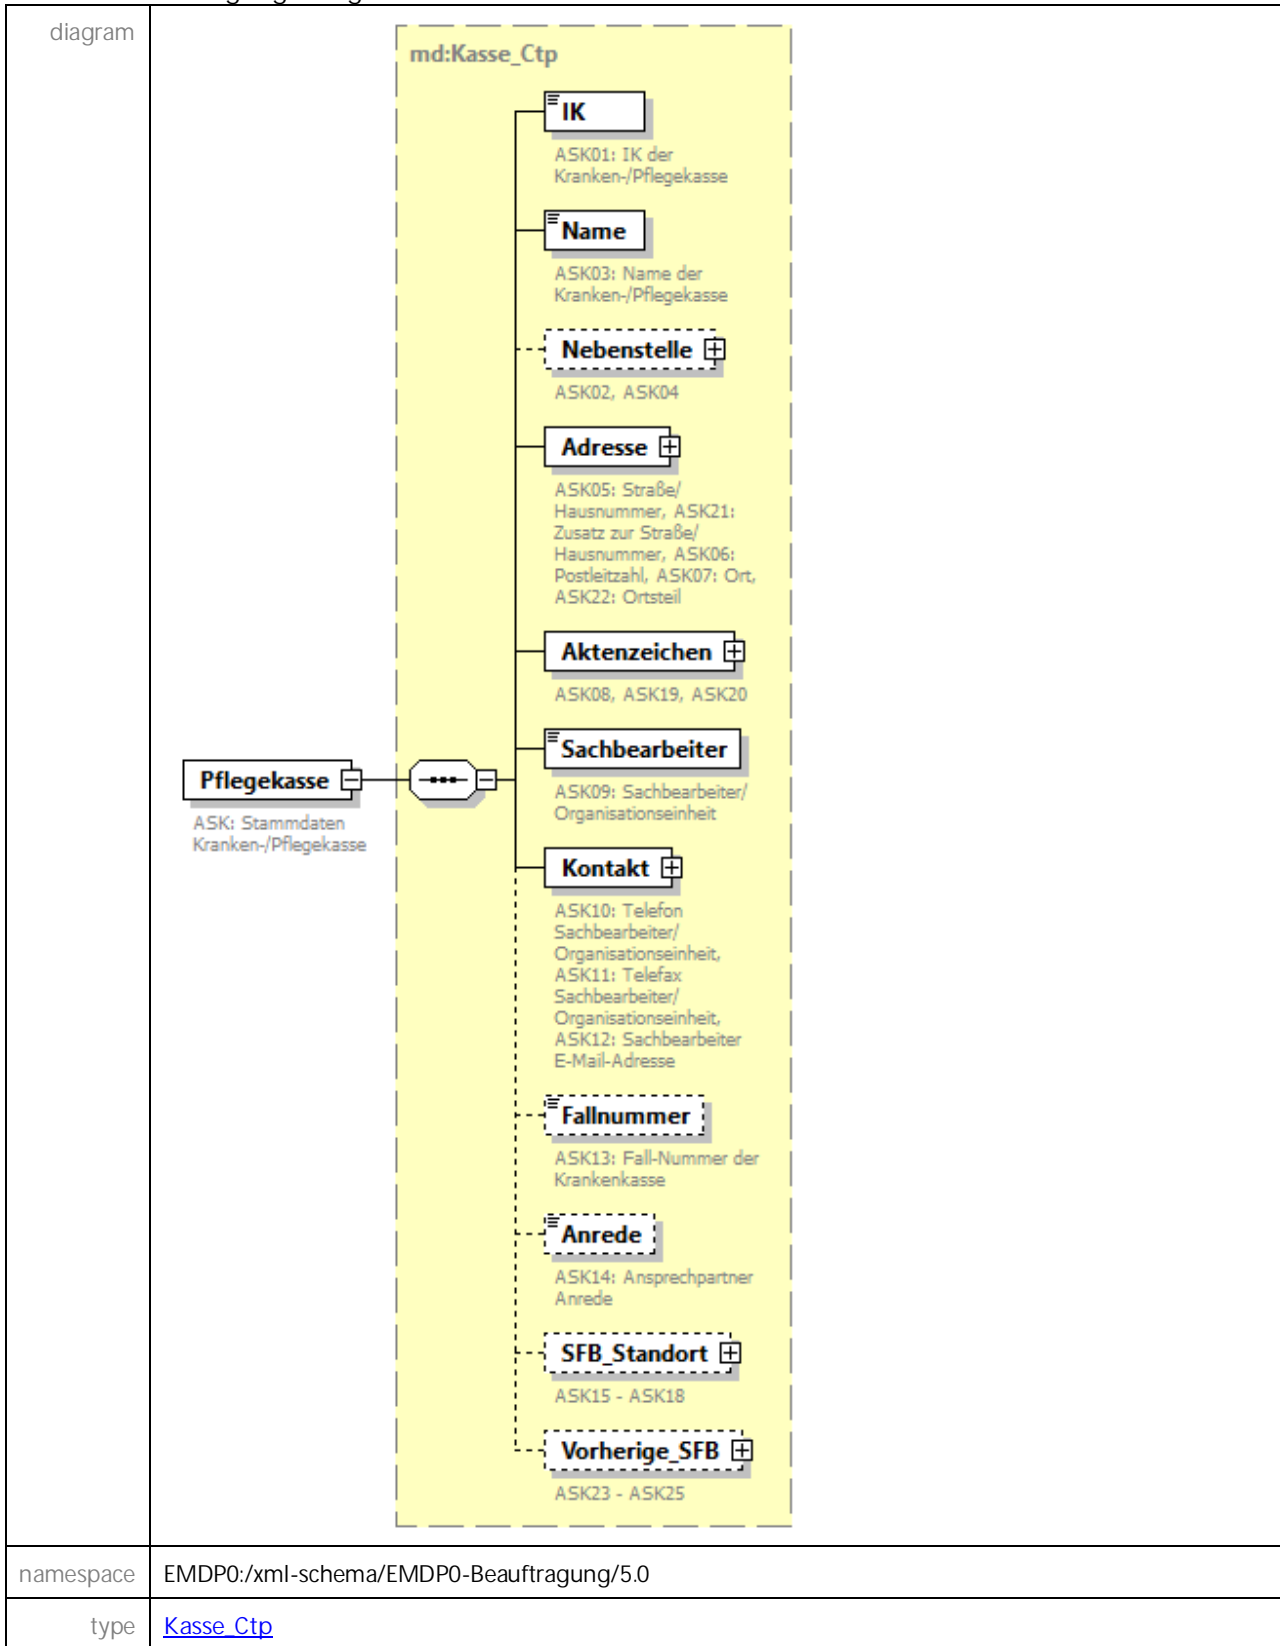 diagram
md:Kasse_Ctp
IK
ASK01: IK der
Kranken-/Pflegekasse
Name
ASK03: Name der
Kranken-/Pflegekasse
Nebenstelle
ASK02, ASK04
Adresse
ASK05: Straße/
Hausnummer, ASK21:
Zusatz zur Straße/
Hausnummer, ASK06:
Postleitzahl, ASK07: Ort,
ASK22: Ortsteil
Aktenzeichen
ASK08, ASK19, ASK20
Sachbearbeiter
ASK09: Sachbearbeiter/
Organisationseinheit
Pflegekasse
ASK: Stammdaten
Kranken-/Pflegekasse
Kontakt
ASK10: Telefon
Sachbearbeiter/
Organisationseinheit,
ASK11: Telefax
Sachbearbeiter/
Organisationseinheit,
ASK12: Sachbearbeiter
E-Mail-Adresse
Fallnummer
ASK13: Fall-Nummer der
Krankenkasse
Anrede
ASK14: Ansprechpartner
Anrede
SFB_Standort
ASK15 - ASK18
Vorherige_SFB
ASK23 - ASK25
namespace EMDP0:/xml-schema/EMDP0-Beauftragung/5.0
type Kasse_Ctp